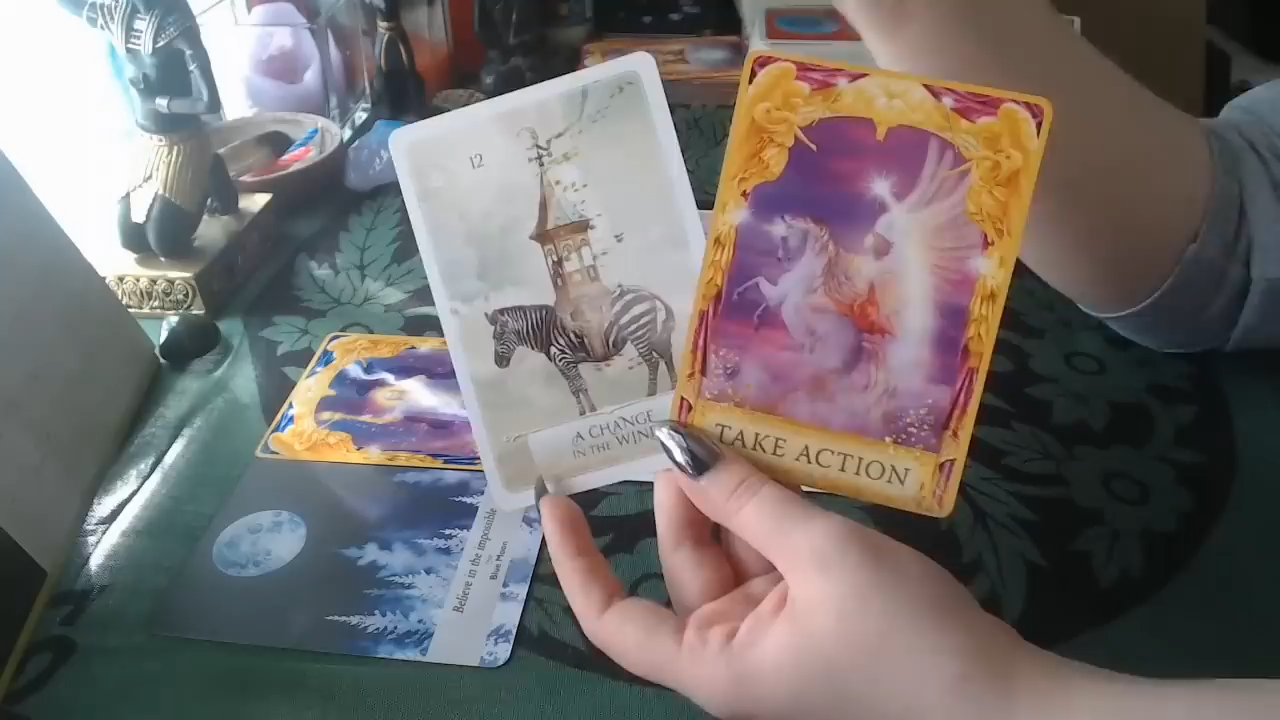 12
A CHANGE
IN THE WIND
TAKE ACTION
Believe in the impossible
Blue Moon